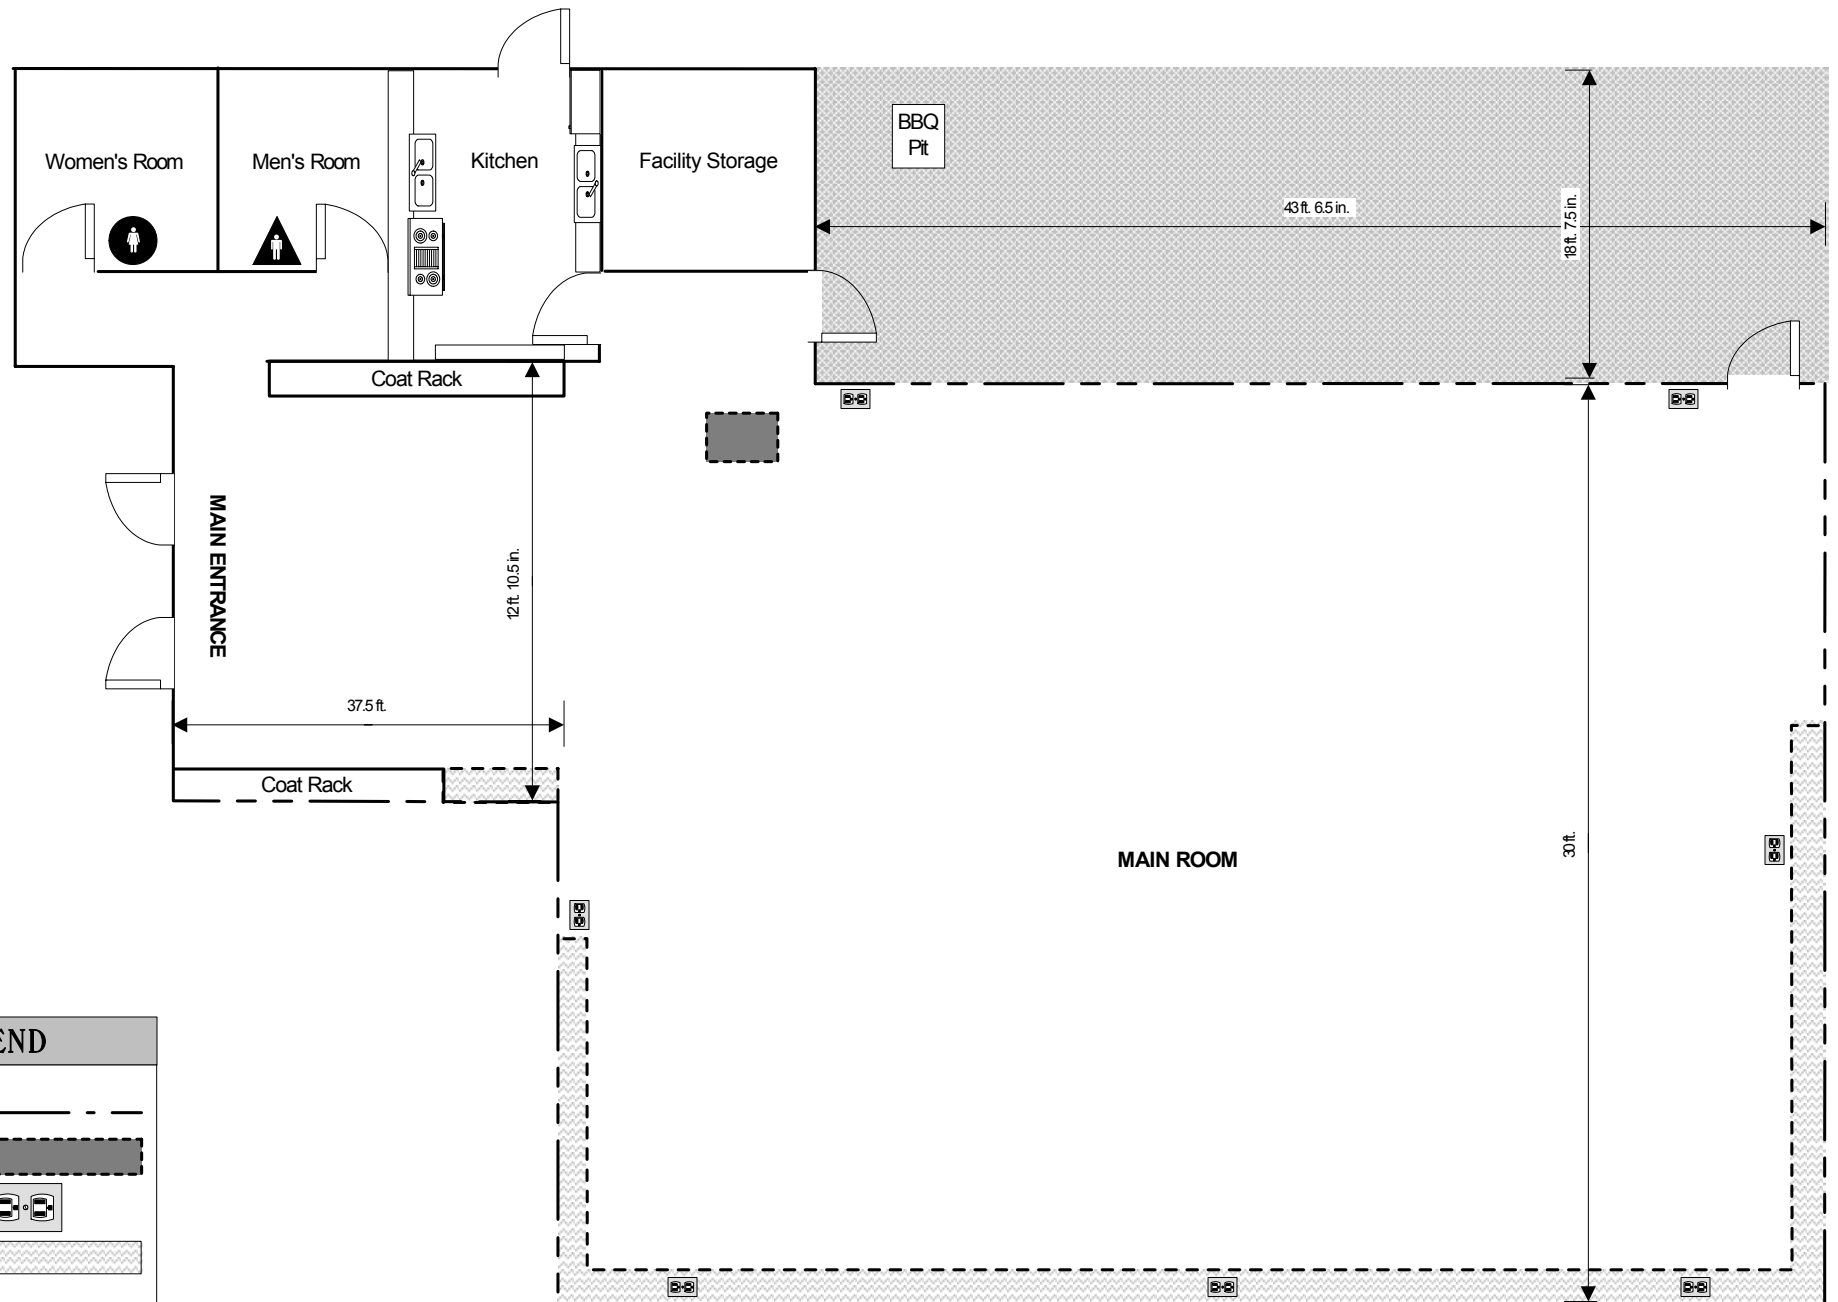 BBQ
Pit
Women's Room
Men's Room
Kitchen
Facility Storage
43 ft. 6.5 in.
18 ft. 7.5 in.
Coat Rack
MAIN ENTRANCE
12 ft. 10.5 in.
37.5 ft.
Coat Rack
MAIN ROOM
30 ft.
END